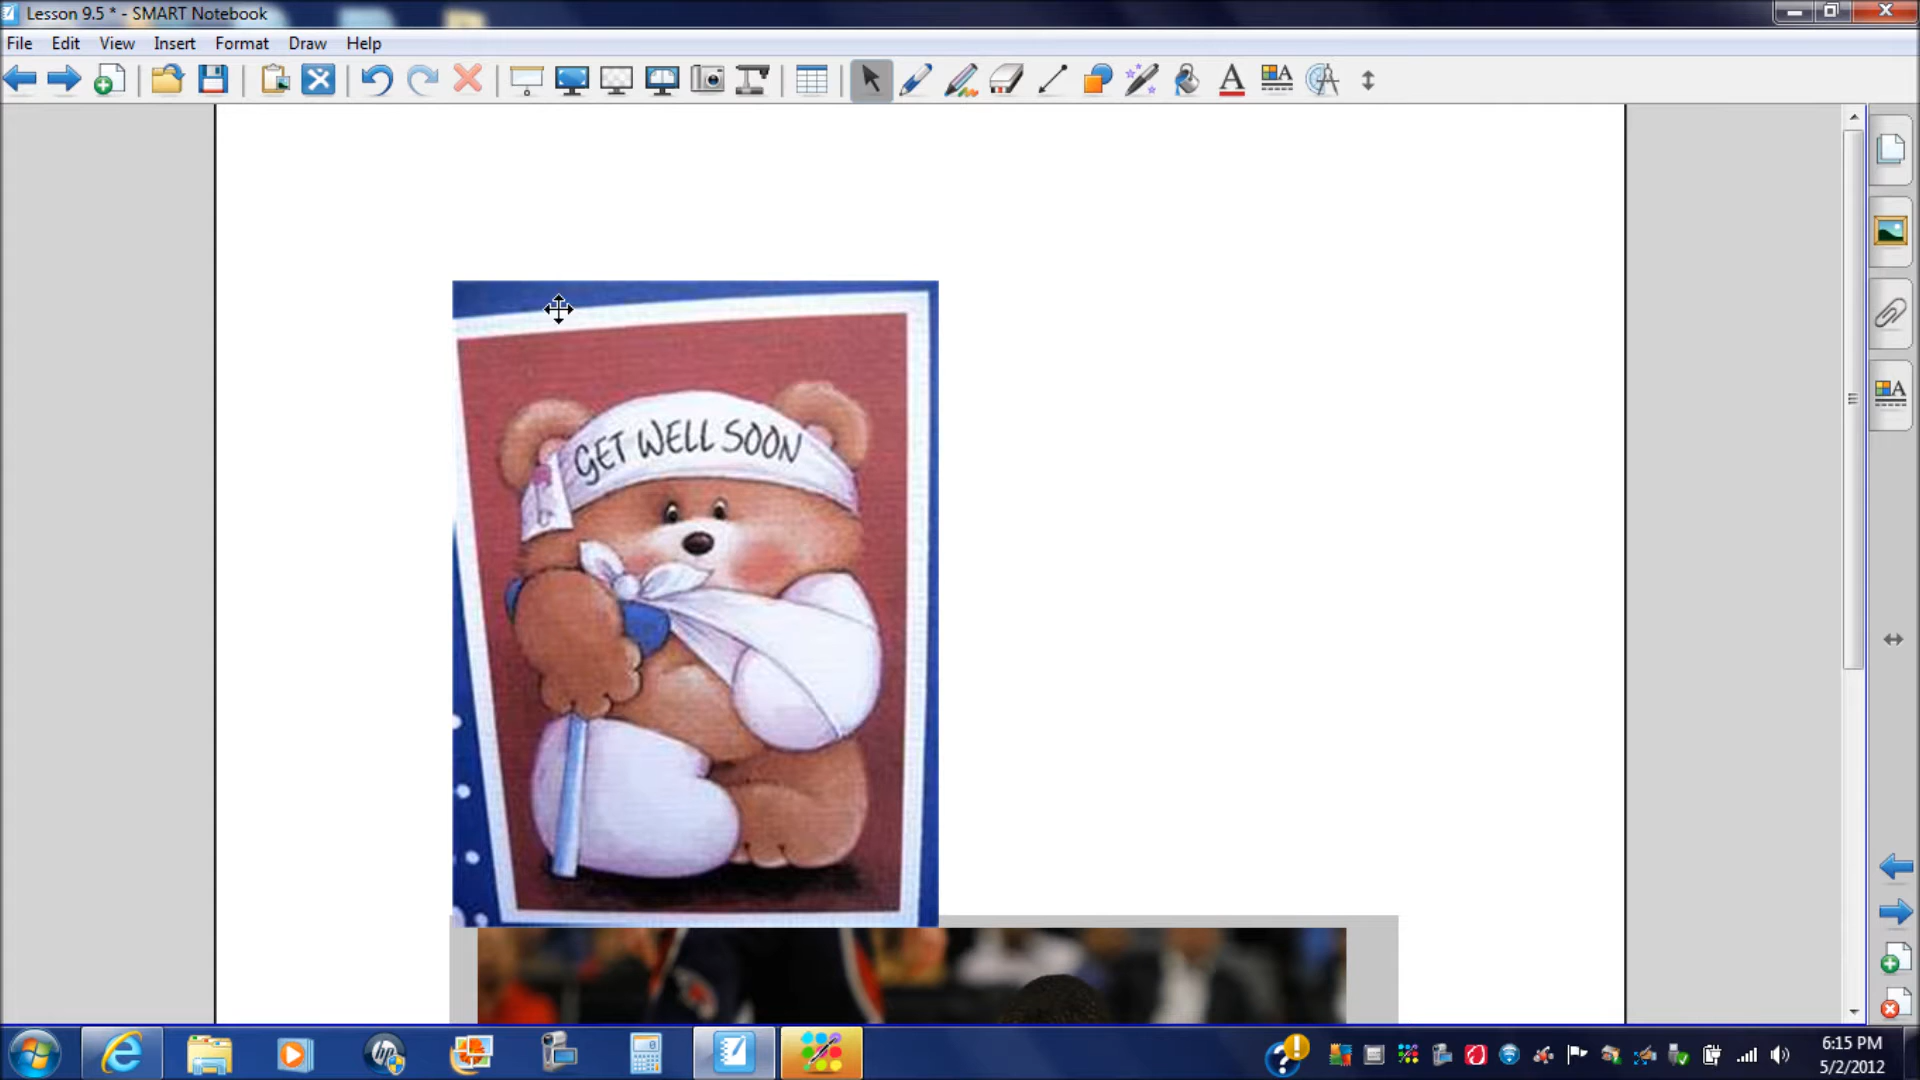 Lesson 9.5 * - SMART Notebook
File Edit View Insert Format Draw Help
GET WELL SOON
6:15 PM
5/2/2012